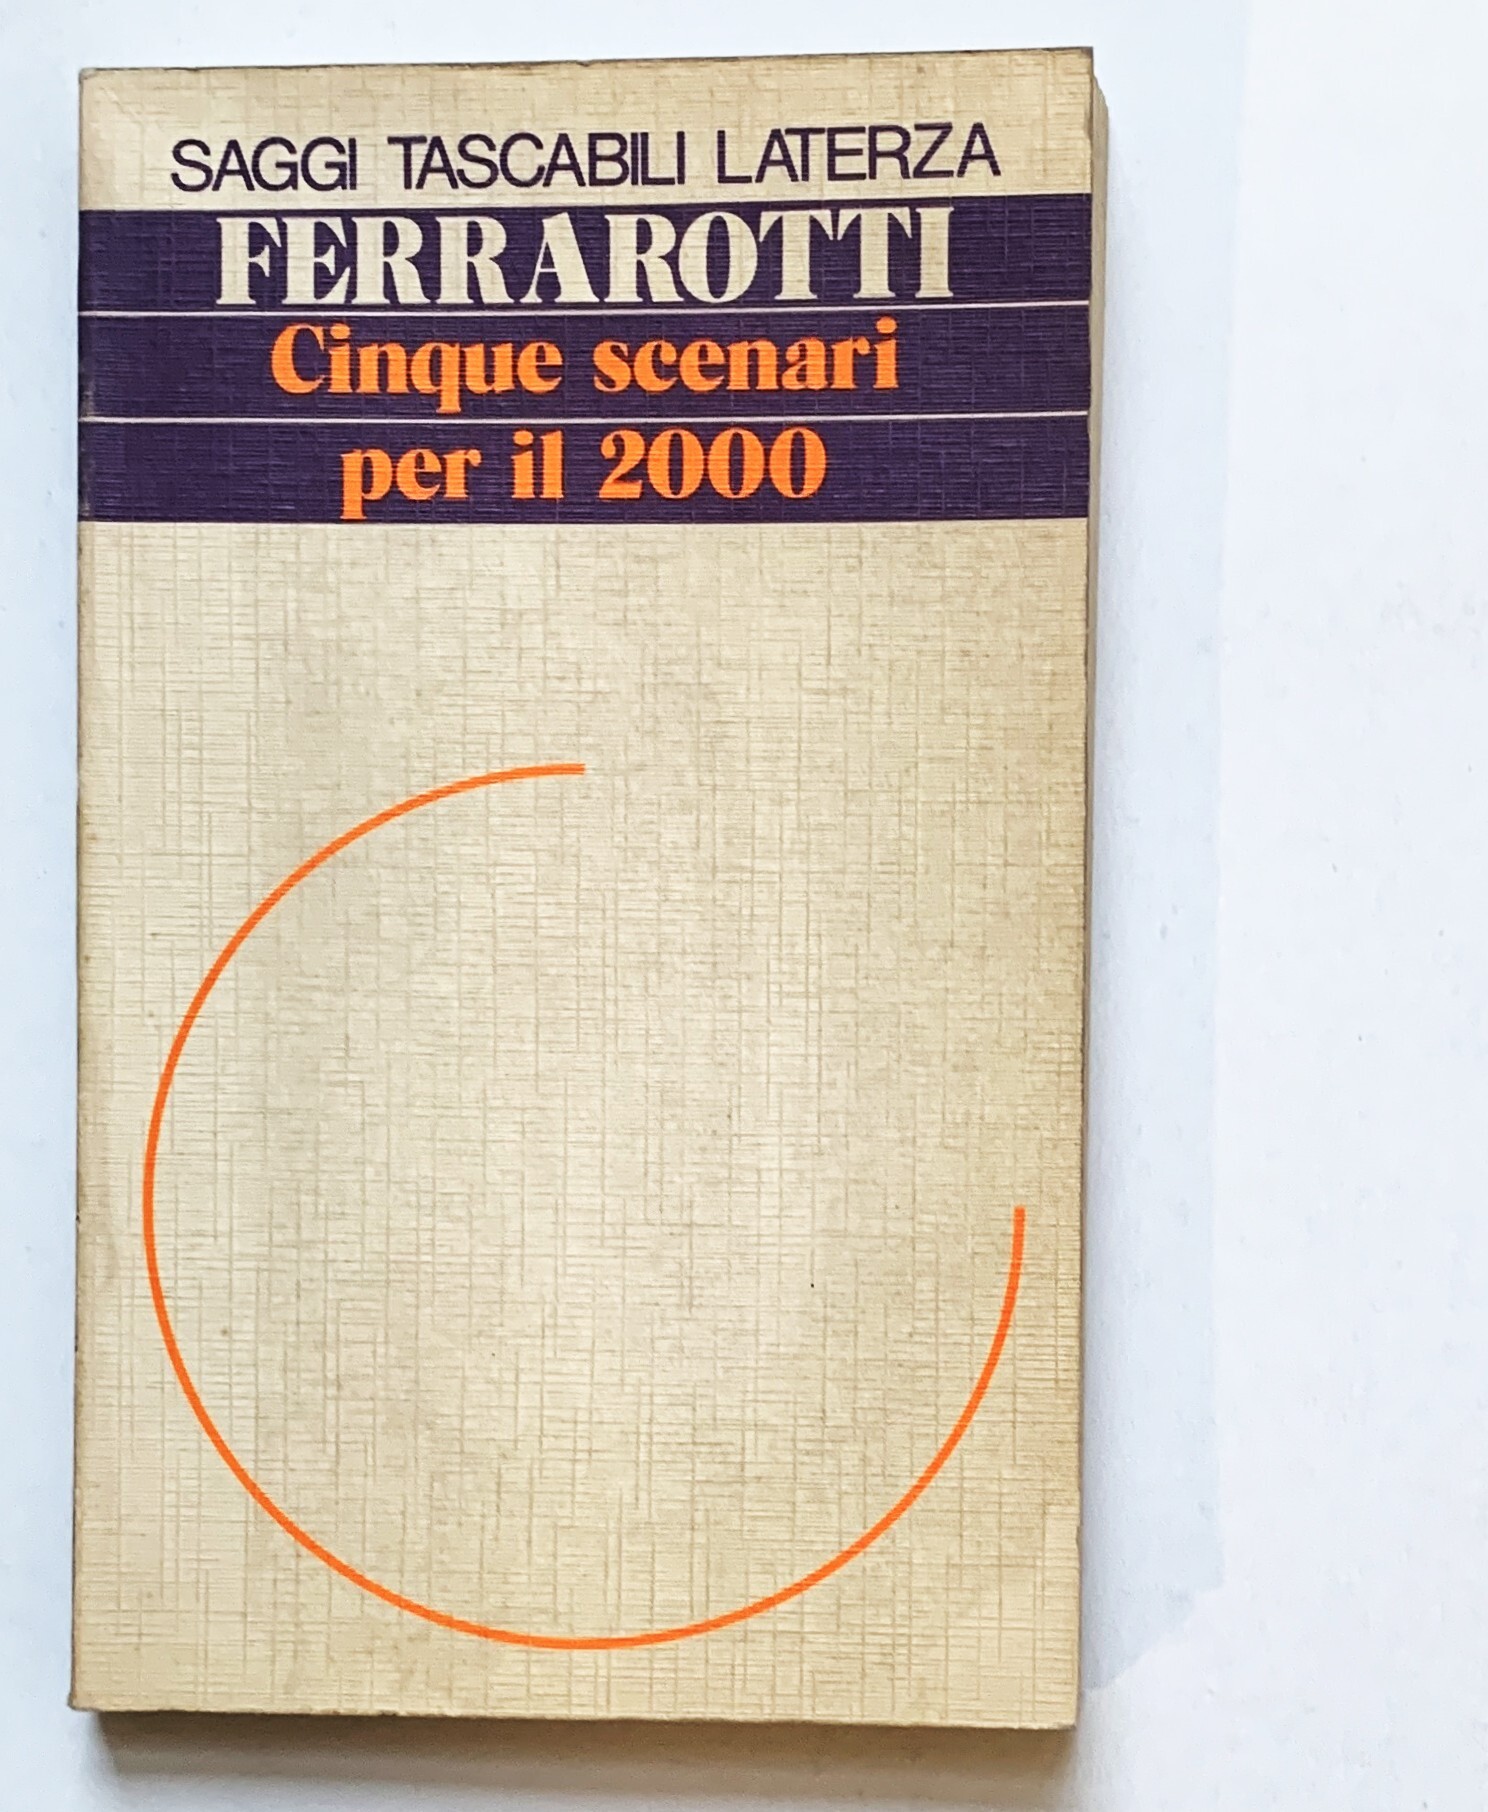 SAGGI TASCABILI LATERZA
FERRAROTTI
Cinque scenari
per il 2000